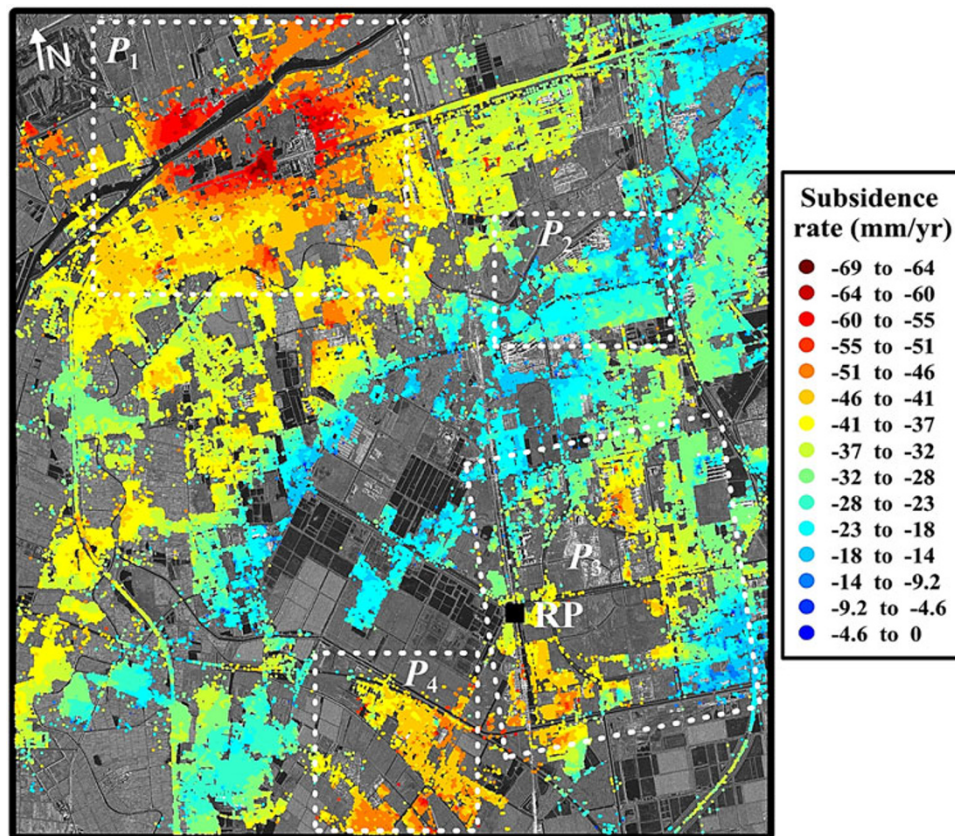 N
P1
P2
P3
RP
P4
Subsidence
rate (mm/yr)
-69 to -64
-64 to -60
-60 to -55
-55 to -51
-51 to -46
-46 to -41
-41 to -37
-37 to -32
-32 to -28
-28 to -23
-23 to -18
-18 to -14
-14 to -9.2
-9.2 to -4.6
-4.6 to 0